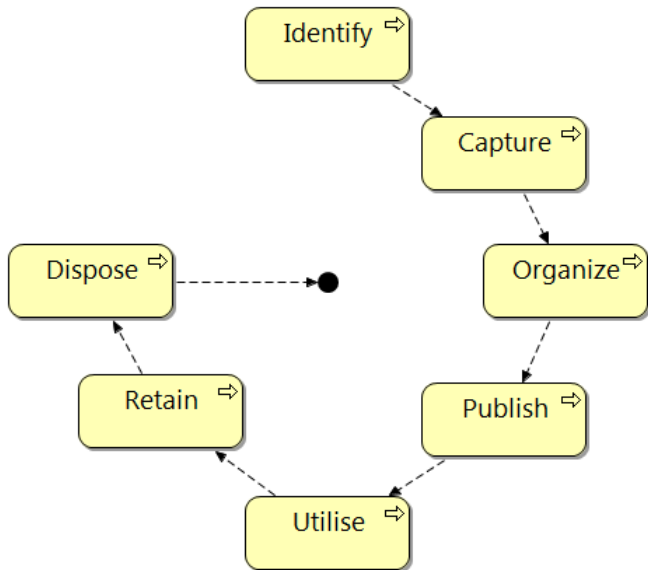 Identify
Capture
Organize
Publish
Utilise
Retain
Dispose